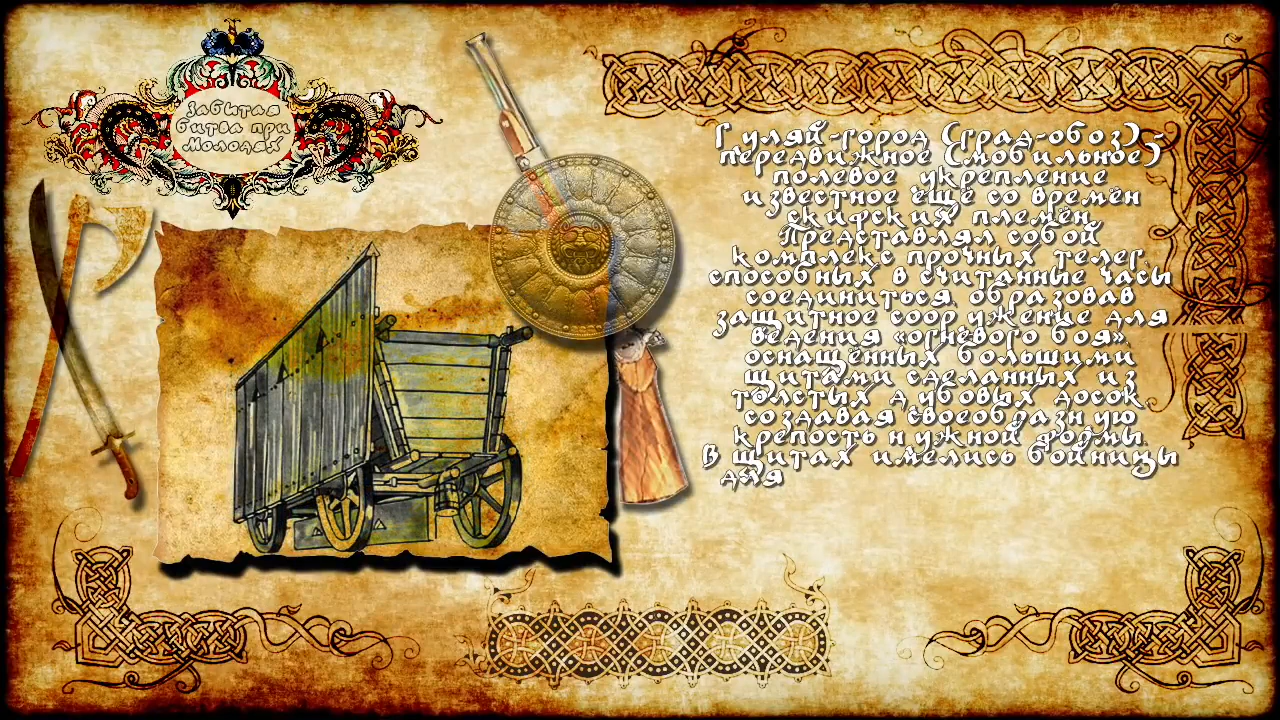 Забытая
битва при
Молодях
Гуляй-город (град-обоз) -
передвижное (мобильное)
полевое укрепление
известное ещё со времён
скифских племён.
Представлял собой
комплекс прочных телег,
способных в считанные часы
соединиться, образовав
защитное сооружение для
ведения «огневого боя»,
оснащённых большими
щитами сделанных из
толстых дубовых досок
создавая своеобразную
крепость нужной формы.
В щитах имелись бойницы
для